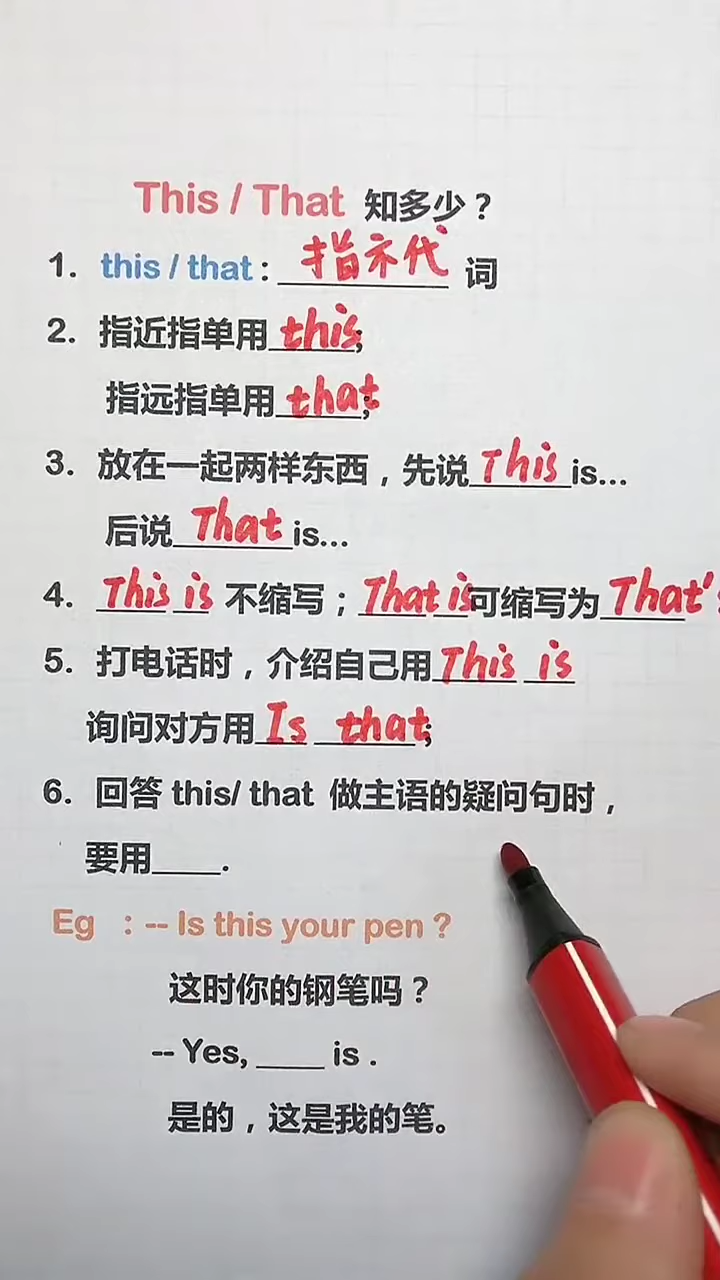 This / That 知多少？
1. this / that : 指示代 词
2. 指近指单用 this;
指远指单用 that;
3. 放在一起两样东西，先说 This is...
后说 That is...
4. This is 不缩写；That is 可缩写为 That's
5. 打电话时，介绍自己用 This is
询问对方用 Is that;
6. 回答 this/ that 做主语的疑问句时，
要用____.
Eg : -- Is this your pen ?
这时你的钢笔吗？
-- Yes, ____ is .
是的，这是我的笔。